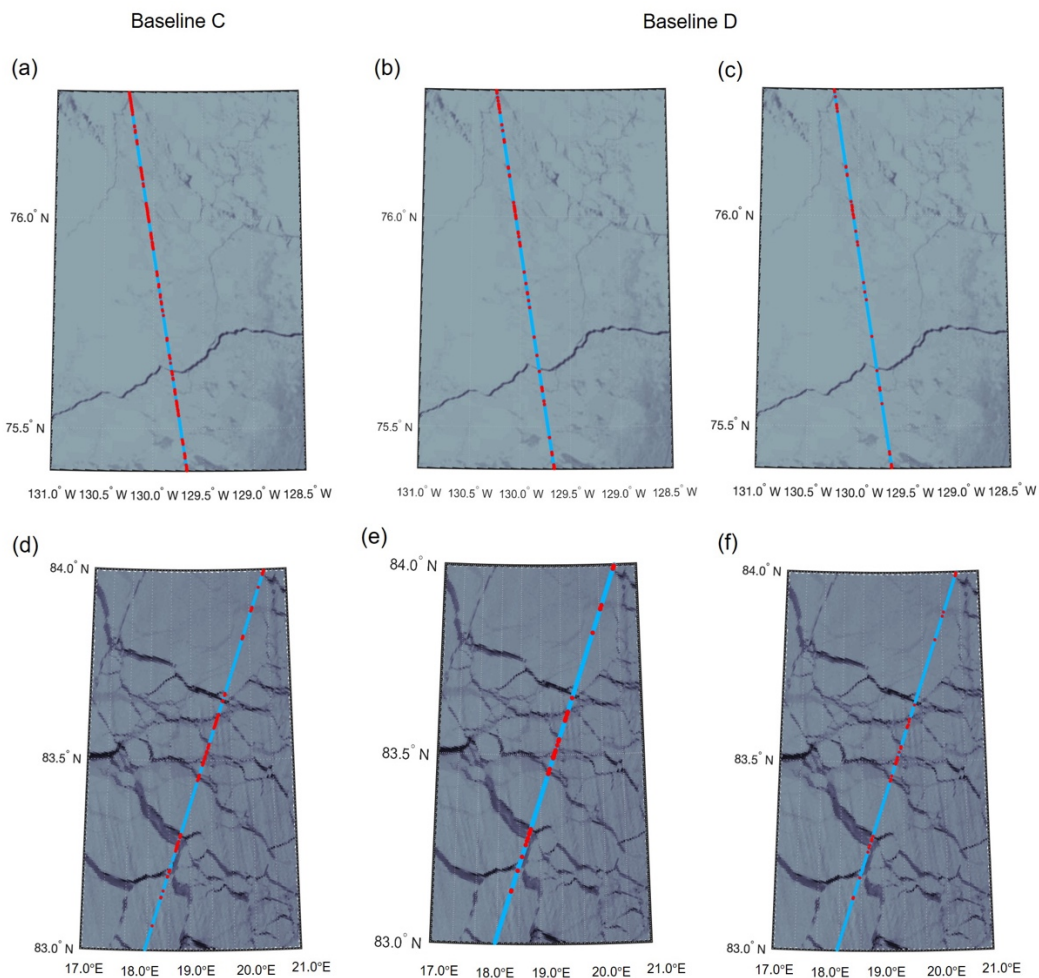 Baseline C
Baseline D
(a)
(b)
(c)
76.0° N
76.0° N
76.0° N
75.5° N
75.5° N
75.5° N
131.0° W 130.5° W 130.0° W 129.5° W 129.0° W 128.5° W
131.0° W 130.5° W 130.0° W 129.5° W 129.0° W 128.5° W
131.0° W 130.5° W 130.0° W 129.5° W 129.0° W 128.5° W
(d)
(e)
(f)
84.0° N
84.0° N
84.0° N
83.5° N
83.5° N
83.5° N
83.0° N
83.0° N
83.0° N
17.0°E 18.0°E 19.0°E 20.0°E 21.0°E
17.0°E 18.0°E 19.0°E 20.0°E 21.0°E
17.0°E 18.0°E 19.0°E 20.0°E 21.0°E